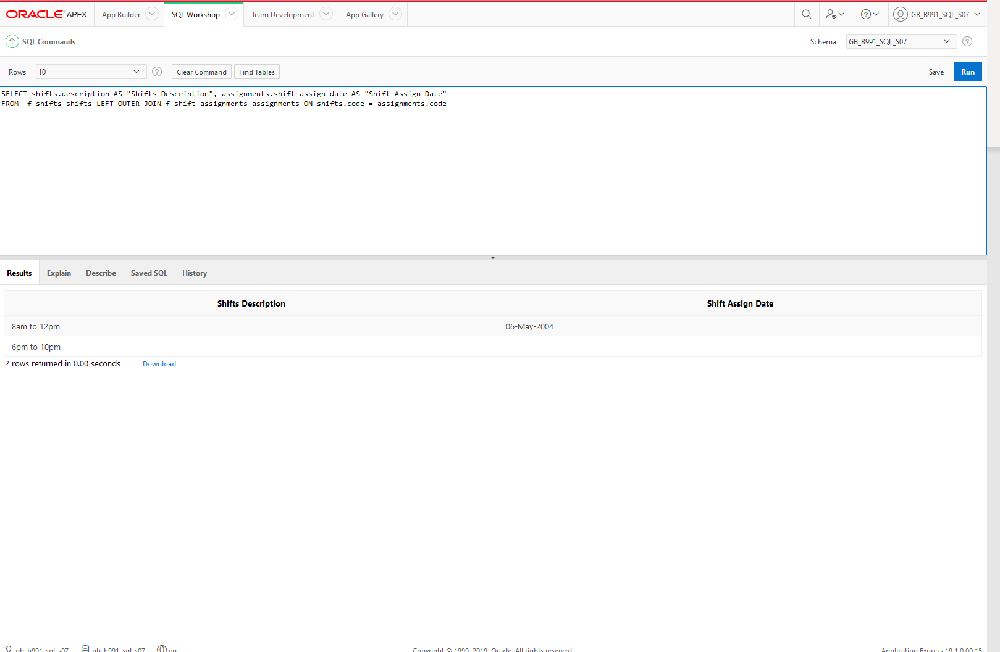 ORACLE APEX App Builder SQL Workshop Team Development App Gallery GB_B991_SQL_S07
SQL Commands Schema GB_B991_SQL_S07
Rows 10 Clear Command Find Tables Save Run
SELECT shifts.description AS "Shifts Description", assignments.shift_assign_date AS "Shift Assign Date"
FROM  f_shifts shifts LEFT OUTER JOIN f_shift_assignments assignments ON shifts.code = assignments.code
Results Explain Describe Saved SQL History
Shifts Description Shift Assign Date
8am to 12pm 06-May-2004
6pm to 10pm -
2 rows returned in 0.00 seconds Download
gb_b991_sql_s07 gb_b991_sql_s07 en Copyright © 1999, 2019, Oracle. All rights reserved. Application Express 19.1.0.00.15